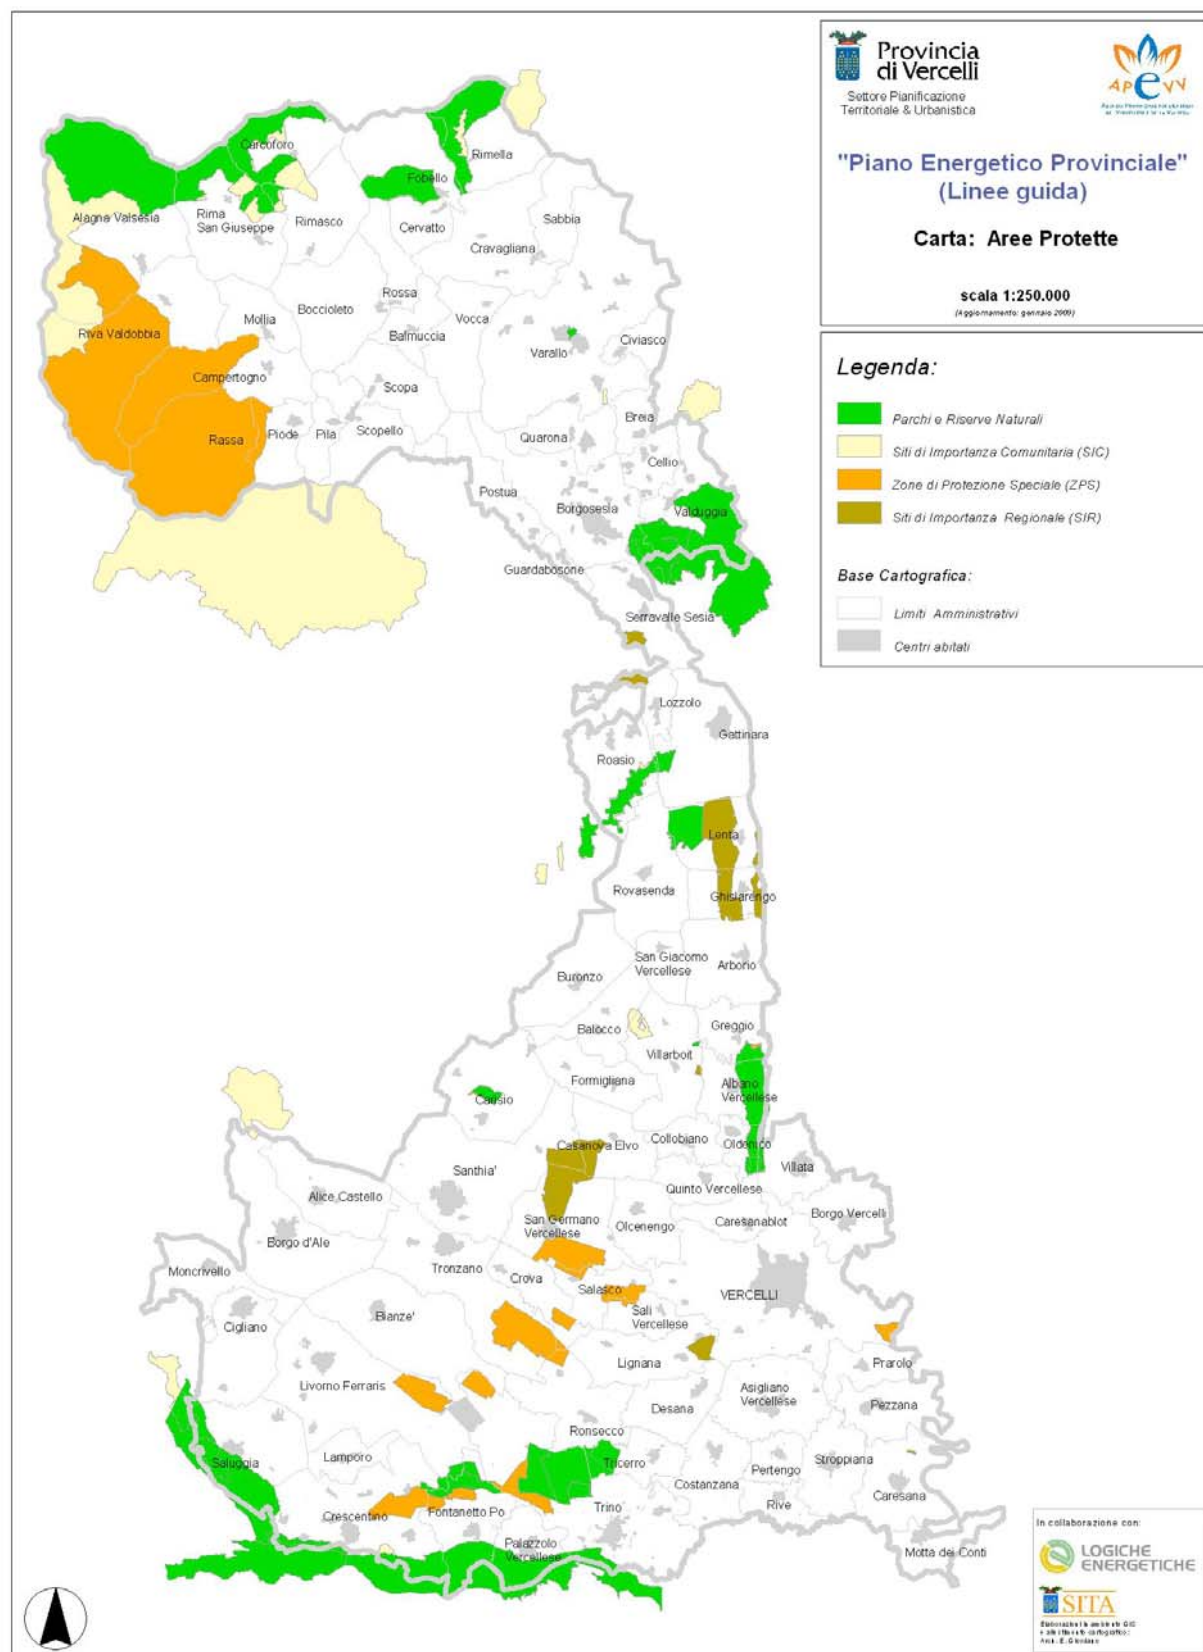 Provincia
di Vercelli
Settore Pianificazione
Territoriale & Urbanistica
APEVV
"Piano Energetico Provinciale"
(Linee guida)
Carta: Aree Protette
scala 1:250.000
(Aggiornamento: gennaio 2009)
Legenda:
Parchi e Riserve Naturali
Siti di Importanza Comunitaria (SIC)
Zone di Protezione Speciale (ZPS)
Siti di Importanza Regionale (SIR)
Base Cartografica:
Limiti Amministrativi
Centri abitati
Carcoforo
Rimella
Fobello
Alagna Valsesia
Rima
San Giuseppe
Rimasco
Cervatto
Sabbia
Cravagliana
Rossa
Boccioleto
Mollia
Vocca
Riva Valdobbia
Balmuccia
Varallo
Civiasco
Campertogno
Scopa
Breia
Rassa
Piode
Pila
Scopello
Quarona
Cellio
Postua
Borgosesia
Valduggia
Guardabosone
Serravalle Sesia
Lozzolo
Gattinara
Roasio
Lenta
Rovasenda
Ghislarengo
San Giacomo
Vercellese
Arborio
Buronzo
Balocco
Greggio
Villarboit
Formigliana
Albano
Vercellese
Carisio
Casanova Elvo
Collobiano
Oldenico
Villata
Santhia'
Quinto Vercellese
Alice Castello
San Germano
Vercellese
Olcenengo
Caresanablot
Borgo Vercelli
Borgo d'Ale
Moncrivello
Tronzano
Crova
Salasco
VERCELLI
Cigliano
Bianze'
Sali
Vercellese
Lignana
Prarolo
Livorno Ferraris
Asigliano
Vercellese
Desana
Pezzana
Ronsecco
Saluggia
Lamporo
Tricerro
Costanzana
Pertengo
Stroppiana
Crescentino
Fontanetto Po
Trino
Rive
Caresana
Palazzolo
Vercellese
Motta dei Conti
In collaborazione con:
LOGICHE
ENERGETICHE
SITA